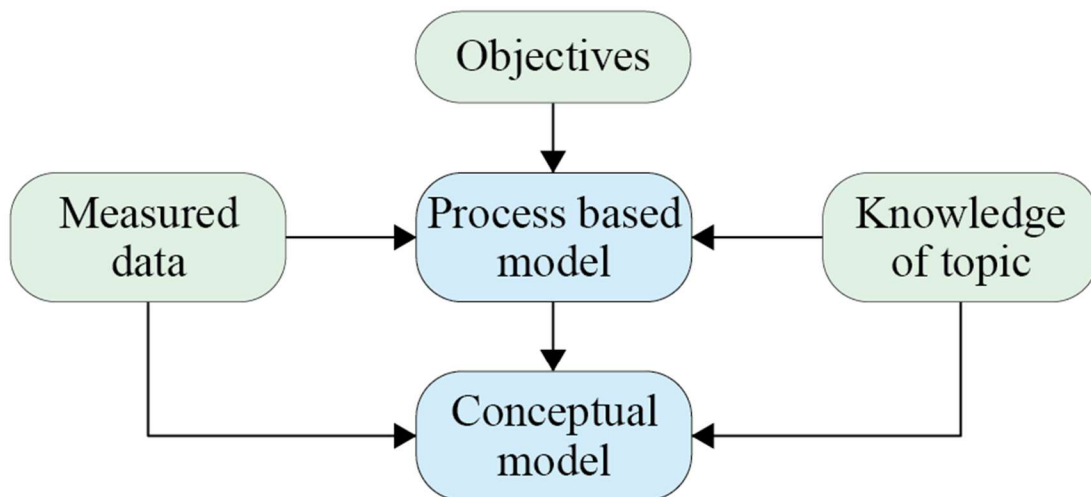 Objectives
Measured
data
Process based
model
Knowledge
of topic
Conceptual
model